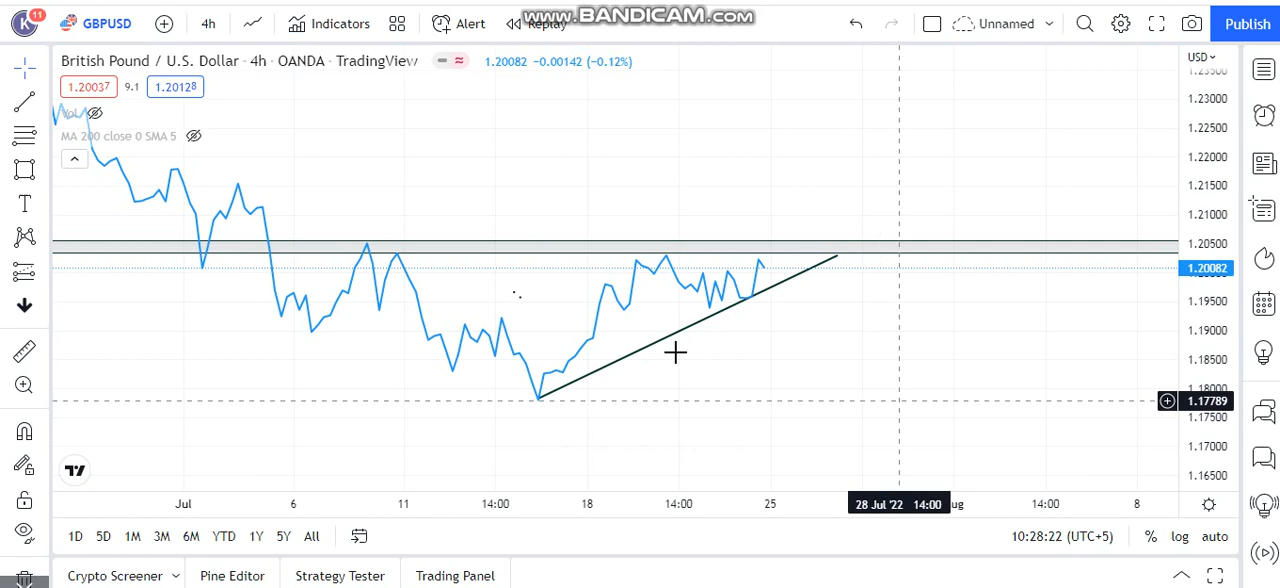 K 11 GBPUSD 4h Indicators Alert Replay www.BANDICAM.com Unnamed Publish
British Pound / U.S. Dollar · 4h · OANDA · TradingView 1.20082 −0.00142 (−0.12%) USD
1.23500
1.20037 9.1 1.20128
1.23000
Vol
1.22500
MA 200 close 0 SMA 5
1.22000
1.21500
1.21000
1.20500
1.20082
1.19500
1.19000
1.18500
1.18000
1.17789
1.17500
1.17000
1.16500
Jul 6 11 14:00 18 14:00 25 28 Jul '22 14:00 ug 14:00 8
1D 5D 1M 3M 6M YTD 1Y 5Y All 10:28:22 (UTC+5) % log auto
Crypto Screener Pine Editor Strategy Tester Trading Panel